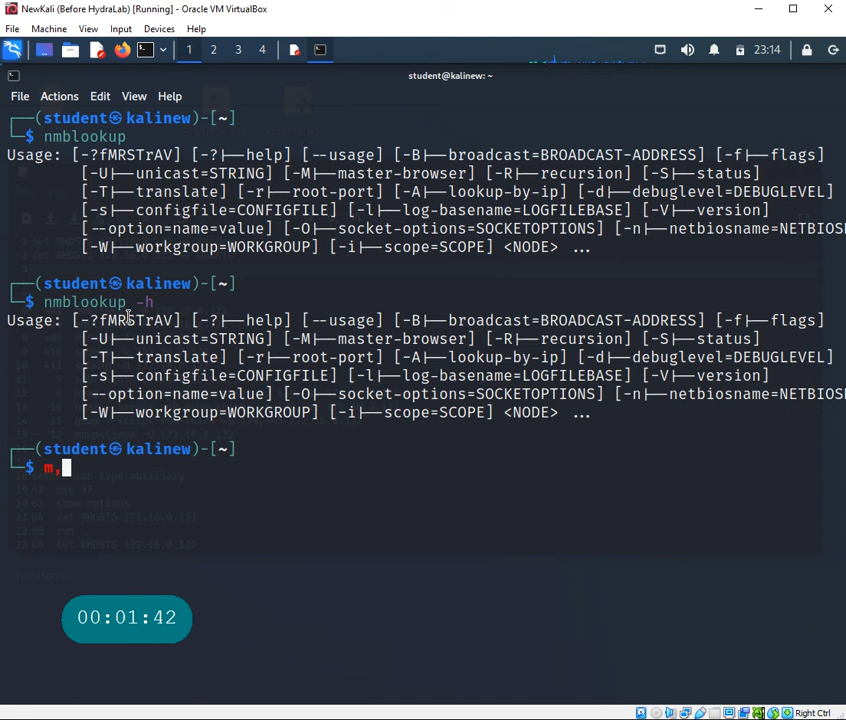 NewKali (Before HydraLab) [Running] - Oracle VM VirtualBox
File Machine View Input Devices Help
1 2 3 4 23:14
student@kalinew: ~
File Actions Edit View Help
┌──(student㉿kalinew)-[~]
└─$ nmblookup
Usage: [-?fMRSTrAV] [-?|--help] [--usage] [-B|--broadcast=BROADCAST-ADDRESS] [-f|--flags]
[-U|--unicast=STRING] [-M|--master-browser] [-R|--recursion] [-S|--status]
[-T|--translate] [-r|--root-port] [-A|--lookup-by-ip] [-d|--debuglevel=DEBUGLEVEL]
[-s|--configfile=CONFIGFILE] [-l|--log-basename=LOGFILEBASE] [-V|--version]
[--option=name=value] [-O|--socket-options=SOCKETOPTIONS] [-n|--netbiosname=NETBIOS
[-W|--workgroup=WORKGROUP] [-i|--scope=SCOPE] <NODE> ...
┌──(student㉿kalinew)-[~]
└─$ nmblookup -h
Usage: [-?fMRSTrAV] [-?|--help] [--usage] [-B|--broadcast=BROADCAST-ADDRESS] [-f|--flags]
[-U|--unicast=STRING] [-M|--master-browser] [-R|--recursion] [-S|--status]
[-T|--translate] [-r|--root-port] [-A|--lookup-by-ip] [-d|--debuglevel=DEBUGLEVEL]
[-s|--configfile=CONFIGFILE] [-l|--log-basename=LOGFILEBASE] [-V|--version]
[--option=name=value] [-O|--socket-options=SOCKETOPTIONS] [-n|--netbiosname=NETBIOS
[-W|--workgroup=WORKGROUP] [-i|--scope=SCOPE] <NODE> ...
┌──(student㉿kalinew)-[~]
└─$ m,
00:01:42
Right Ctrl